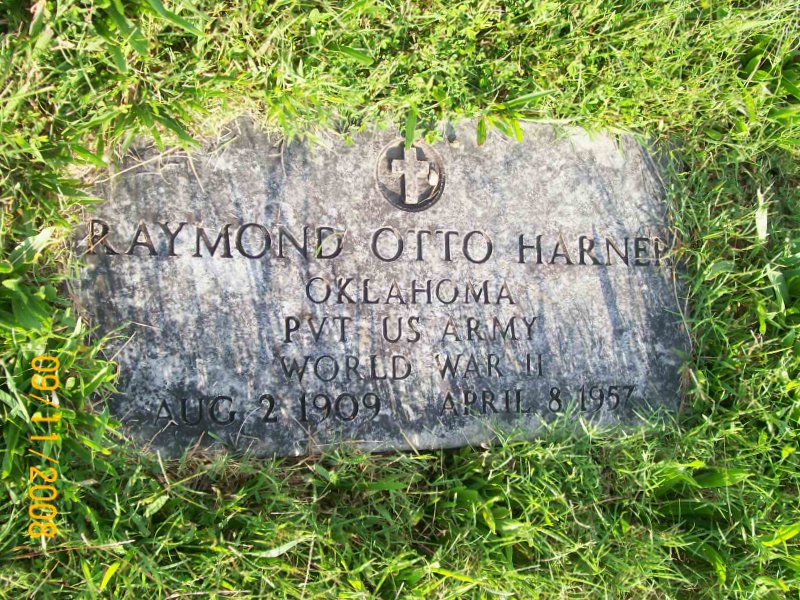 RAYMOND OTTO HARNER
OKLAHOMA
PVT US ARMY
WORLD WAR II
AUG 2 1909 APRIL 8 1957
09/11/2008